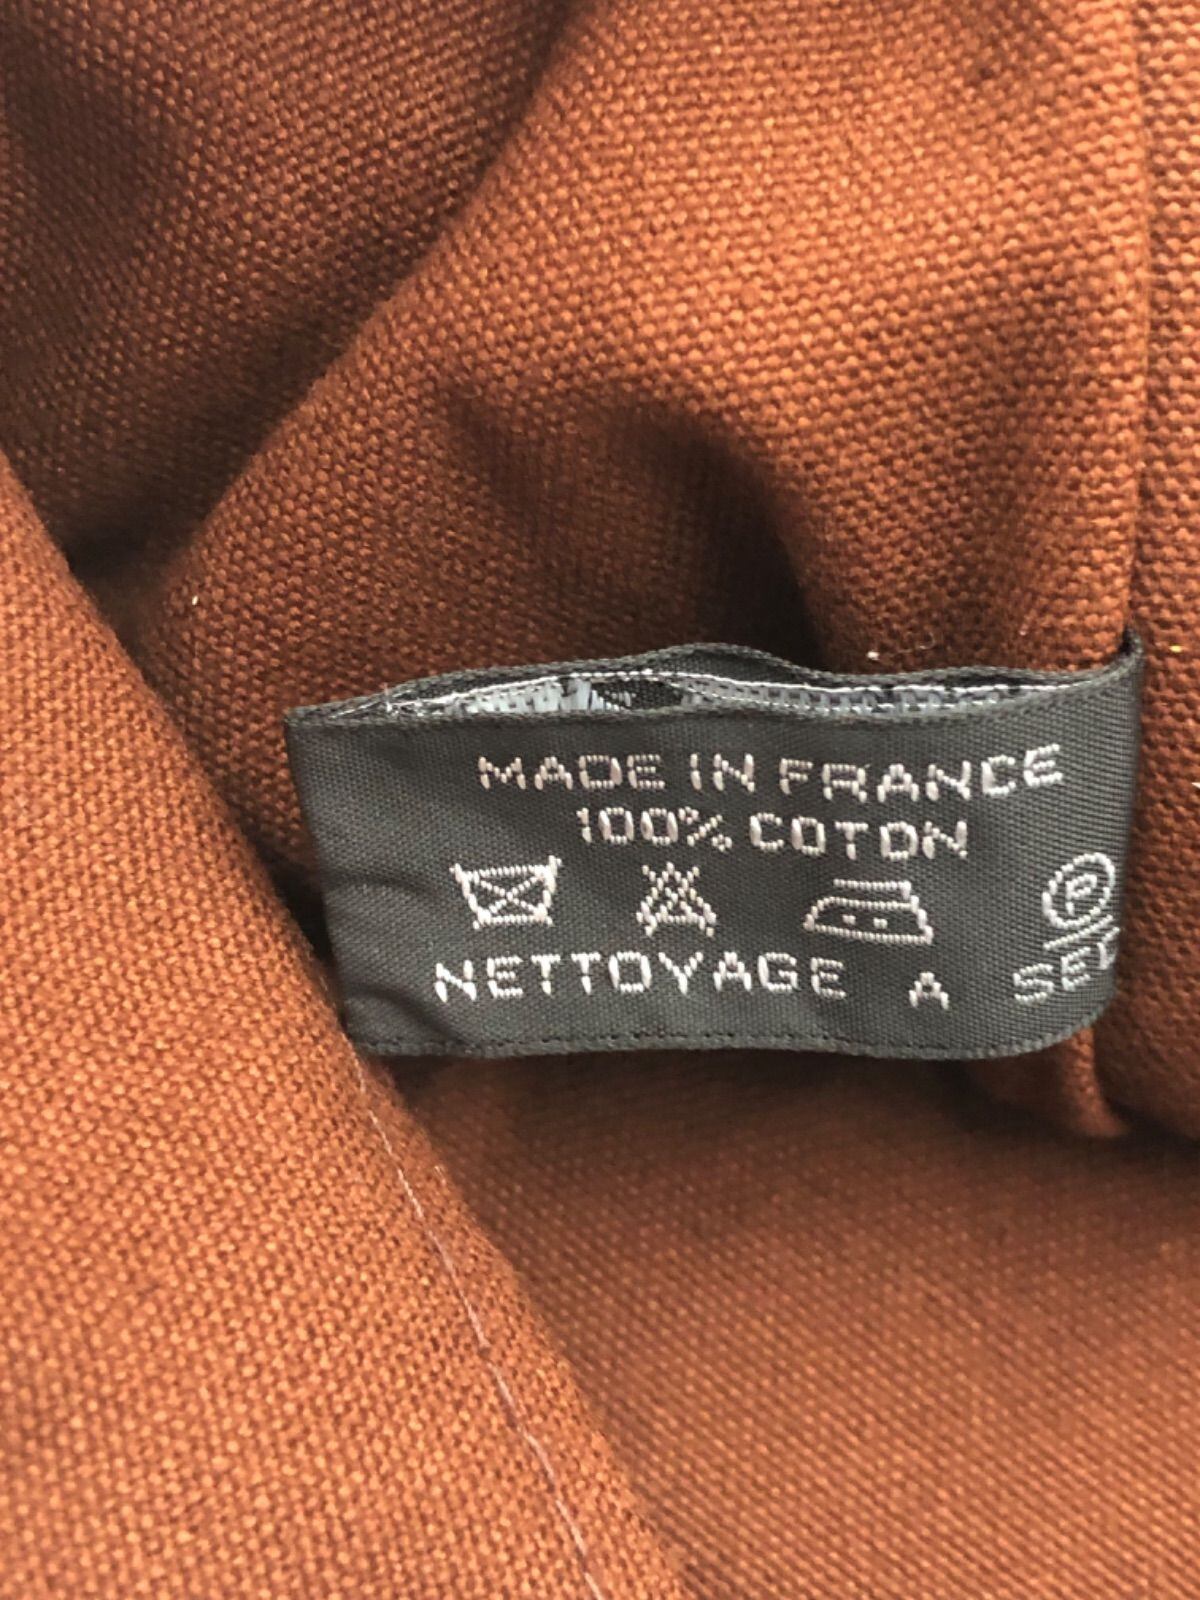 MADE IN FRANCE
100% COTON
P
NETTOYAGE A